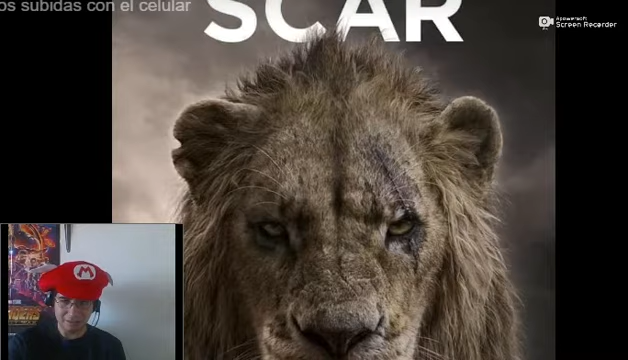 os subidas con el celular
SCAR
Apowersoft
Screen Recorder
M